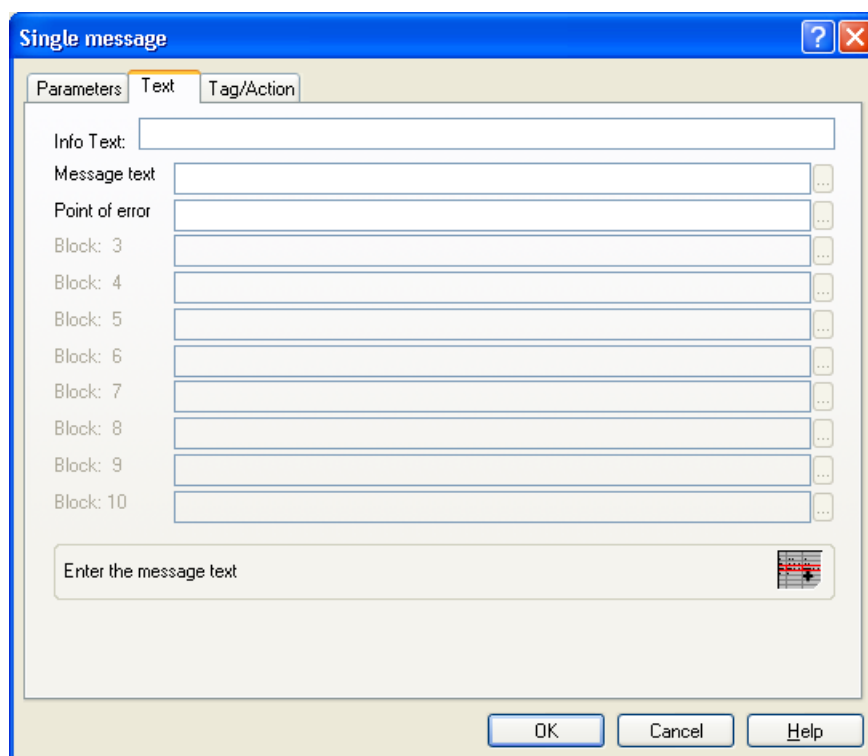 Single message
Parameters Text Tag/Action
Info Text:
Message text ...
Point of error ...
Block: 3 ...
Block: 4 ...
Block: 5 ...
Block: 6 ...
Block: 7 ...
Block: 8 ...
Block: 9 ...
Block: 10 ...
Enter the message text
OK Cancel Help